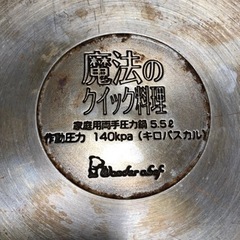 魔法の
クイック料理
家庭用両手圧力鍋 5.5ℓ
作動圧力 140kpa (キロパスカル)
Wonder chef